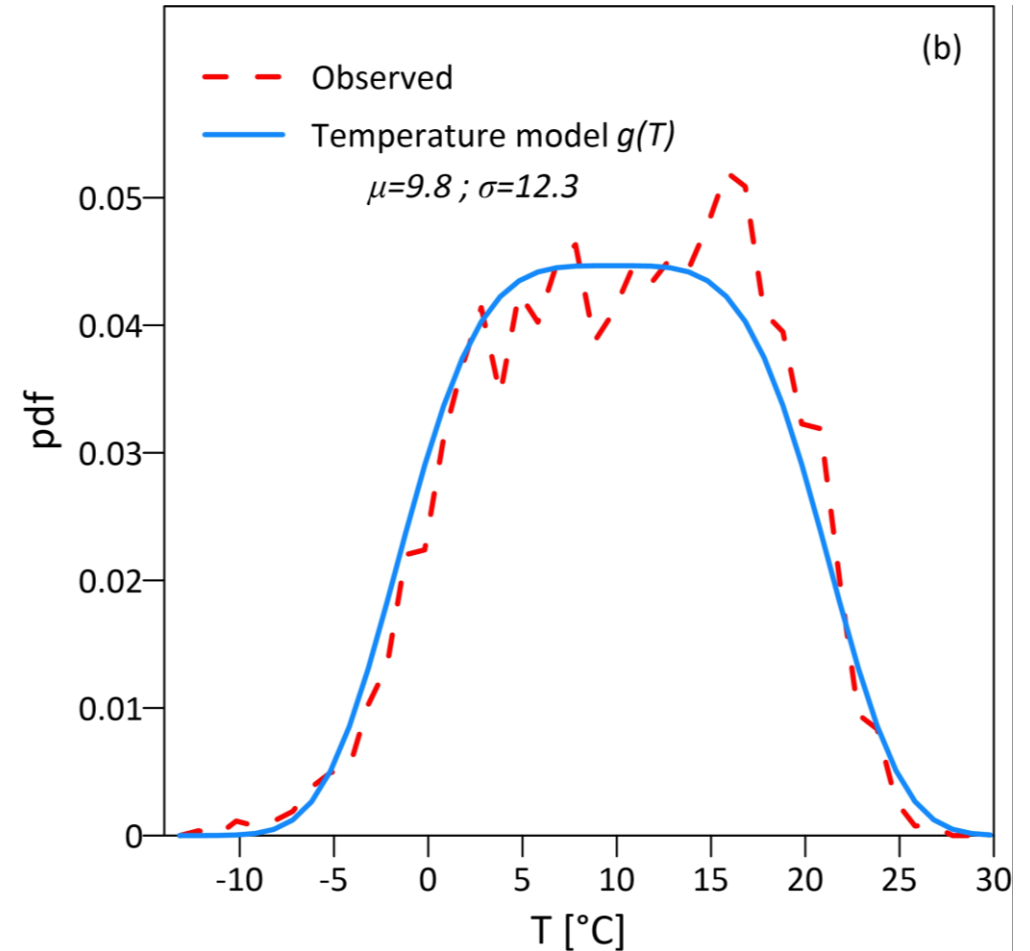 (b)
Observed
Temperature model g(T)
μ=9.8 ; σ=12.3
0.05
0.04
0.03
0.02
0.01
0
pdf
-10 -5 0 5 10 15 20 25 30
T [°C]